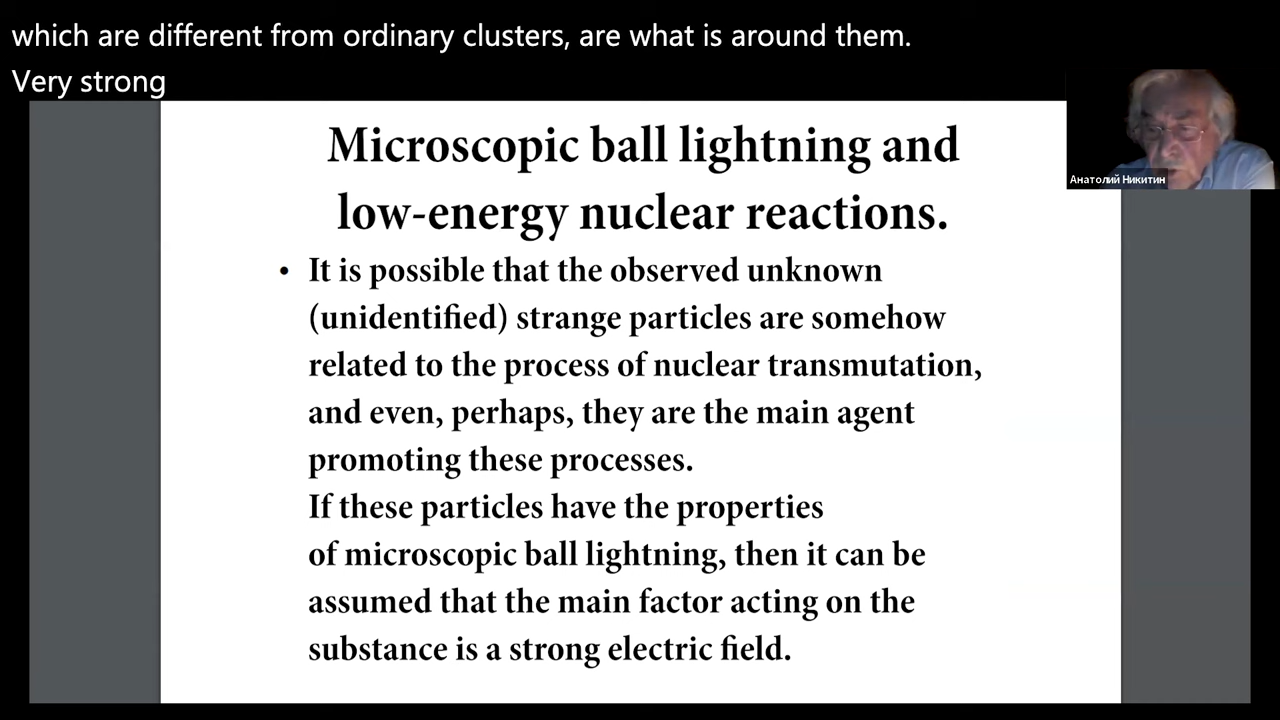 which are different from ordinary clusters, are what is around them.
Very strong
Анатолий Никитин
Microscopic ball lightning and
low-energy nuclear reactions.
• It is possible that the observed unknown
(unidentified) strange particles are somehow
related to the process of nuclear transmutation,
and even, perhaps, they are the main agent
promoting these processes.
If these particles have the properties
of microscopic ball lightning, then it can be
assumed that the main factor acting on the
substance is a strong electric field.